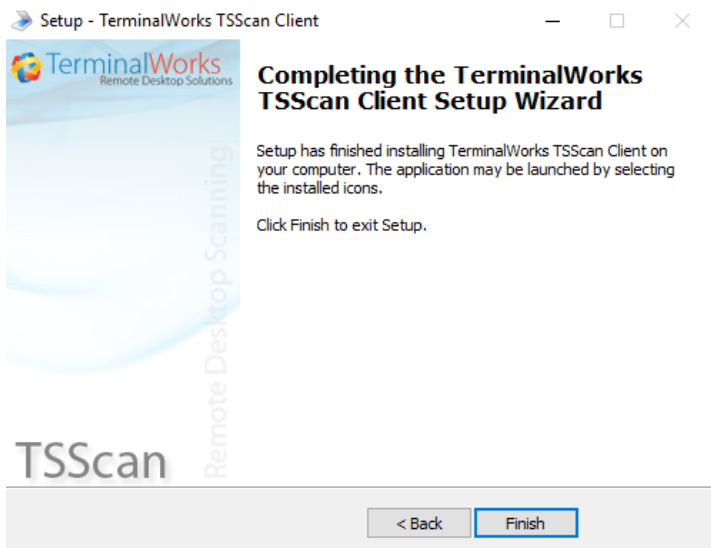 Setup - TerminalWorks TSScan Client
TerminalWorks
Remote Desktop Solutions
Completing the TerminalWorks
TSScan Client Setup Wizard
Setup has finished installing TerminalWorks TSScan Client on
your computer. The application may be launched by selecting
the installed icons.
Click Finish to exit Setup.
Remote Desktop Scanning
TSScan
< Back
Finish